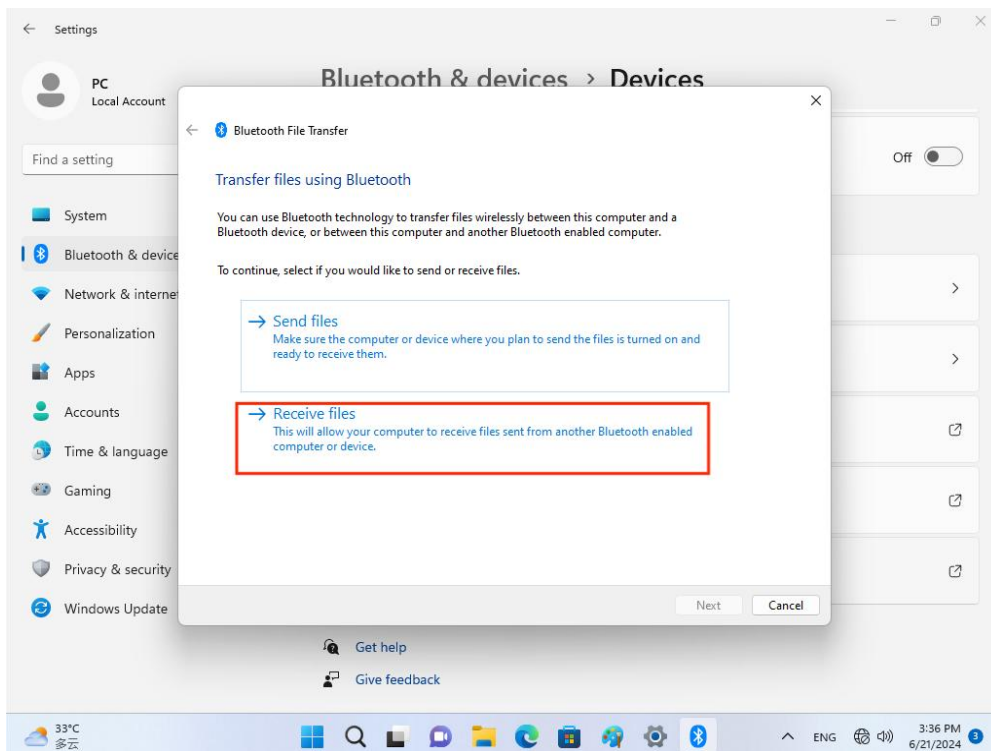 Settings
PC
Local Account
Bluetooth & devices > Devices
Find a setting
Off
System
Bluetooth & device
Network & interne
Personalization
Apps
Accounts
Time & language
Gaming
Accessibility
Privacy & security
Windows Update
Bluetooth File Transfer
Transfer files using Bluetooth
You can use Bluetooth technology to transfer files wirelessly between this computer and a
Bluetooth device, or between this computer and another Bluetooth enabled computer.
To continue, select if you would like to send or receive files.
Send files
Make sure the computer or device where you plan to send the files is turned on and
ready to receive them.
Receive files
This will allow your computer to receive files sent from another Bluetooth enabled
computer or device.
Next
Cancel
Get help
Give feedback
33°C
多云
ENG
3:36 PM
6/21/2024
3